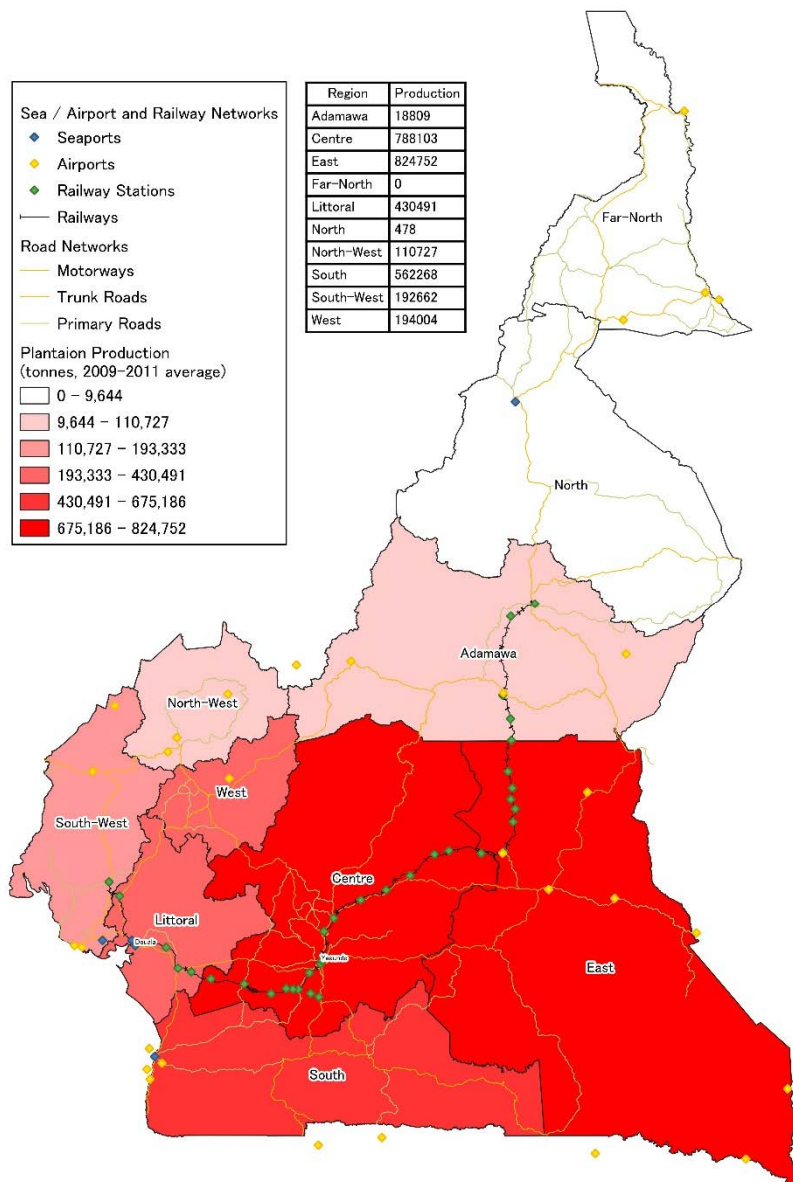 Sea / Airport and Railway Networks
Seaports
Airports
Railway Stations
Railways
Road Networks
Motorways
Trunk Roads
Primary Roads
Plantaion Production
(tonnes, 2009-2011 average)
0 - 9,644
9,644 - 110,727
110,727 - 193,333
193,333 - 430,491
430,491 - 675,186
675,186 - 824,752
Region Production
Adamawa 18809
Centre 788103
East 824752
Far-North 0
Littoral 430491
North 478
North-West 110727
South 562268
South-West 192662
West 194004
Far-North
North
Adamawa
North-West
West
South-West
Centre
Littoral
Douala
Yaounde
East
South